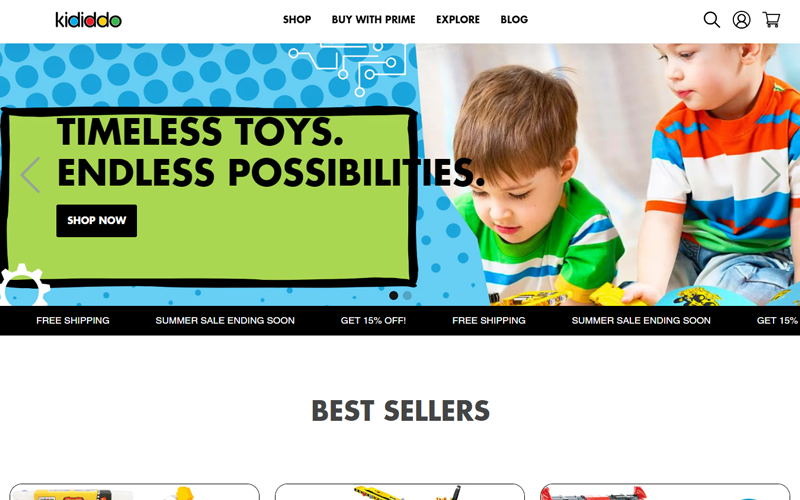 kididdo
SHOP
BUY WITH PRIME
EXPLORE
BLOG
TIMELESS TOYS.
ENDLESS POSSIBILITIES.
SHOP NOW
FREE SHIPPING
SUMMER SALE ENDING SOON
GET 15% OFF!
FREE SHIPPING
SUMMER SALE ENDING SOON
GET 15%
BEST SELLERS